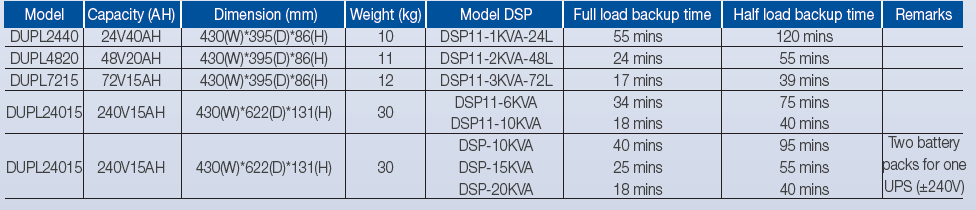 Model Capacity (AH) Dimension (mm) Weight (kg) Model DSP Full load backup time Half load backup time Remarks
DUPL2440 24V40AH 430(W)*395(D)*86(H) 10 DSP11-1KVA-24L 55 mins 120 mins
DUPL4820 48V20AH 430(W)*395(D)*86(H) 11 DSP11-2KVA-48L 24 mins 55 mins
DUPL7215 72V15AH 430(W)*395(D)*86(H) 12 DSP11-3KVA-72L 17 mins 39 mins
DSP11-6KVA 34 mins 75 mins
DUPL24015 240V15AH 430(W)*622(D)*131(H) 30
DSP11-10KVA 18 mins 40 mins
DSP-10KVA 40 mins 95 mins Two battery
DUPL24015 240V15AH 430(W)*622(D)*131(H) 30 DSP-15KVA 25 mins 55 mins packs for one
DSP-20KVA 18 mins 40 mins UPS (±240V)